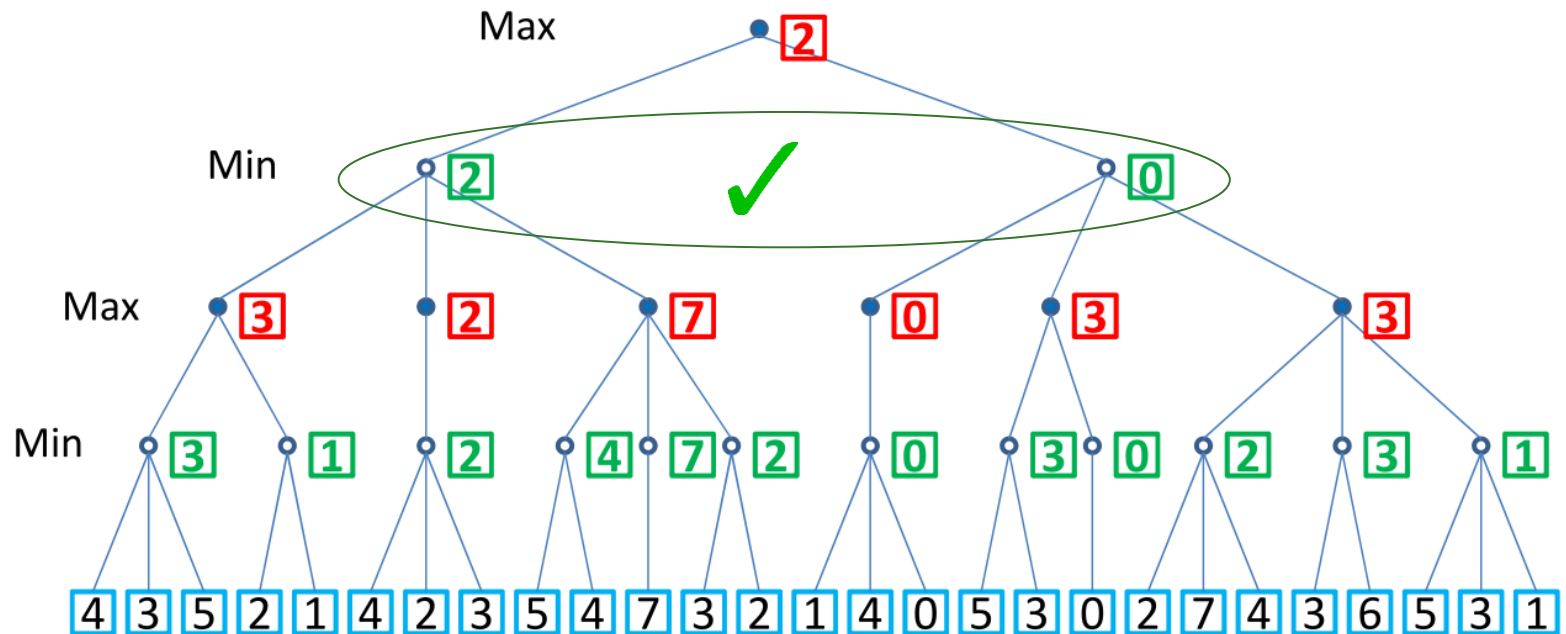 Max 2
Min 2 0
Max 3 2 7 0 3 3
Min 3 1 2 4 7 2 0 3 0 2 3 1
4 3 5 2 1 4 2 3 5 4 7 3 2 1 4 0 5 3 0 2 7 4 3 6 5 3 1